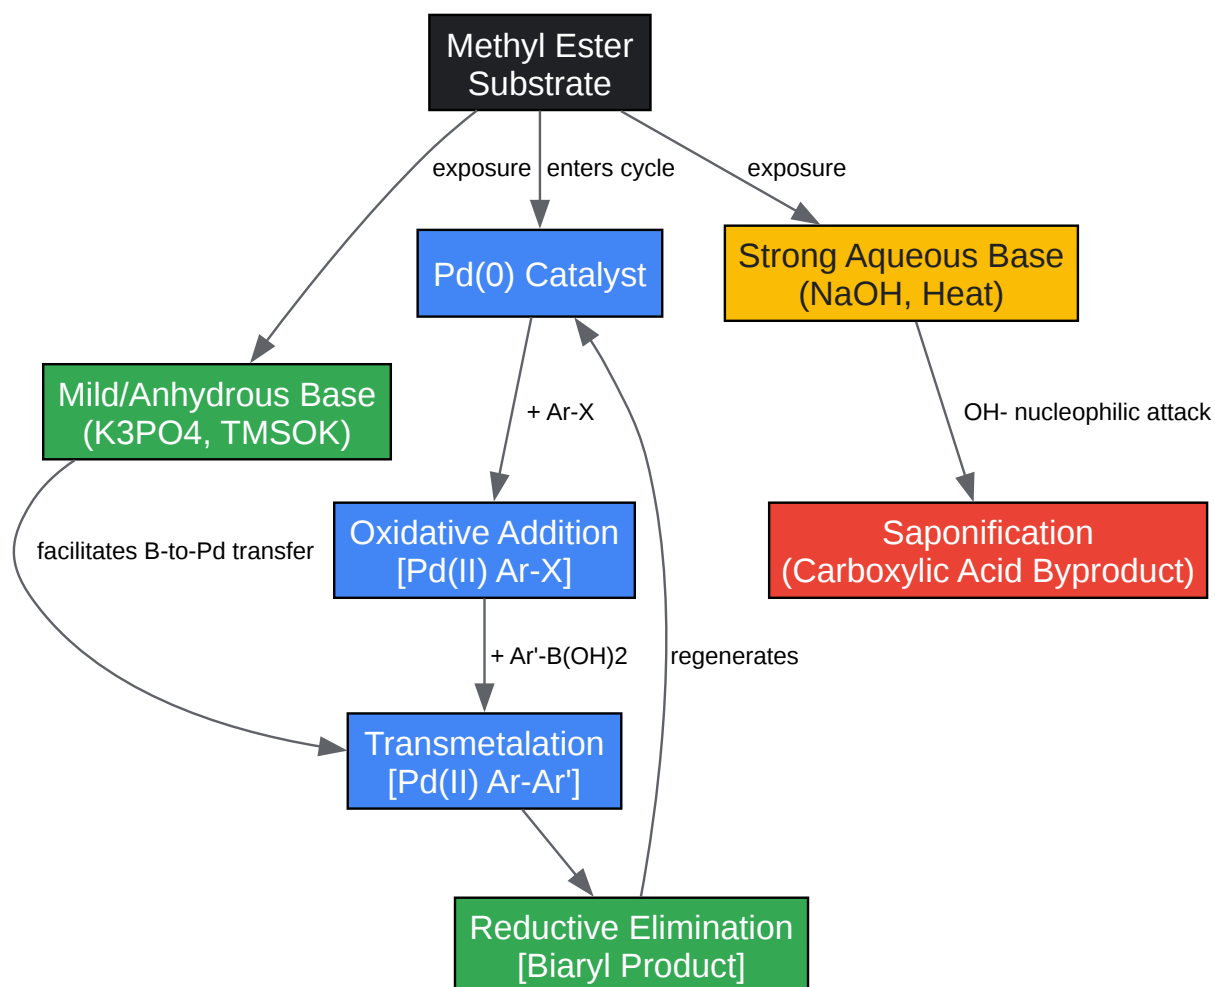 Methyl Ester
Substrate
exposure
enters cycle
exposure
Pd(0) Catalyst
Strong Aqueous Base
(NaOH, Heat)
Mild/Anhydrous Base
(K3PO4, TMSOK)
+ Ar-X
OH- nucleophilic attack
Oxidative Addition
[Pd(II) Ar-X]
Saponification
(Carboxylic Acid Byproduct)
facilitates B-to-Pd transfer
+ Ar'-B(OH)2
regenerates
Transmetalation
[Pd(II) Ar-Ar']
Reductive Elimination
[Biaryl Product]